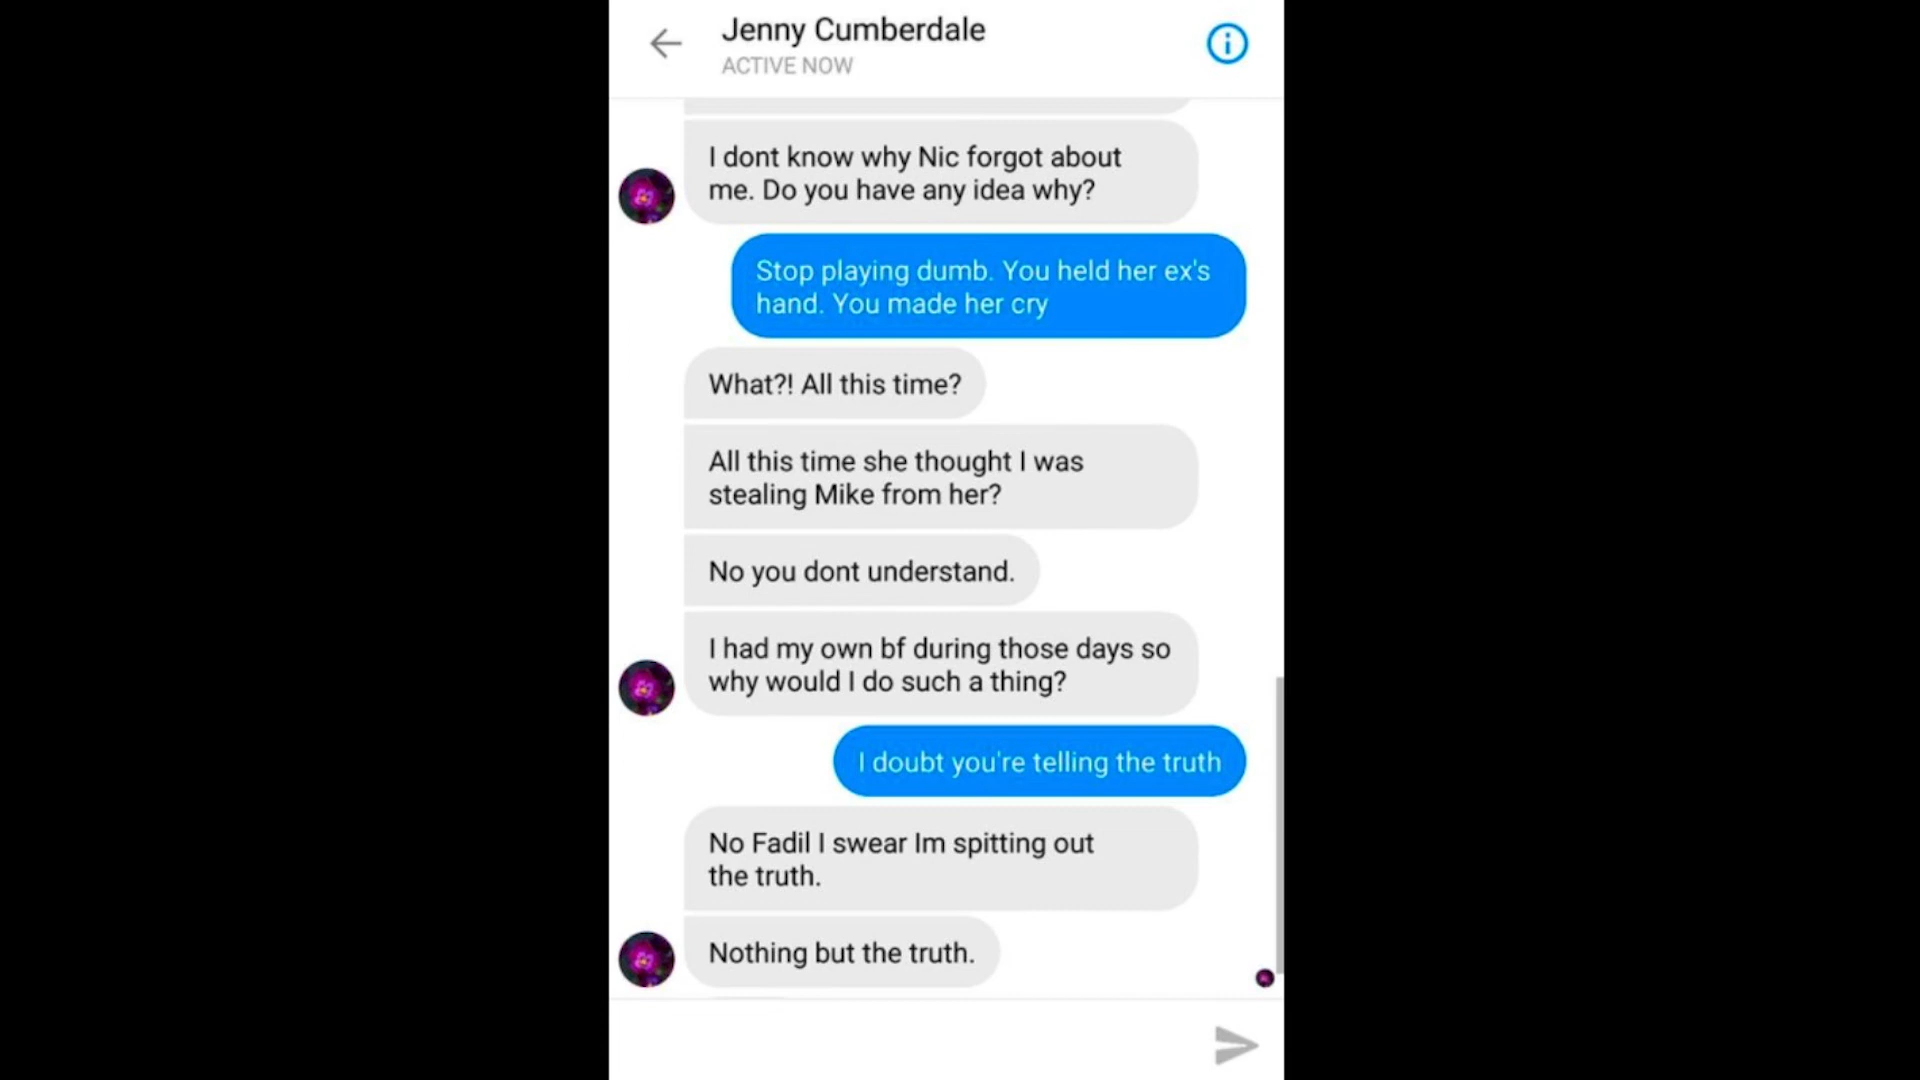 Jenny Cumberdale
ACTIVE NOW
I dont know why Nic forgot about
me. Do you have any idea why?
Stop playing dumb. You held her ex's
hand. You made her cry
What?! All this time?
All this time she thought I was
stealing Mike from her?
No you dont understand.
I had my own bf during those days so
why would I do such a thing?
I doubt you're telling the truth
No Fadil I swear Im spitting out
the truth.
Nothing but the truth.